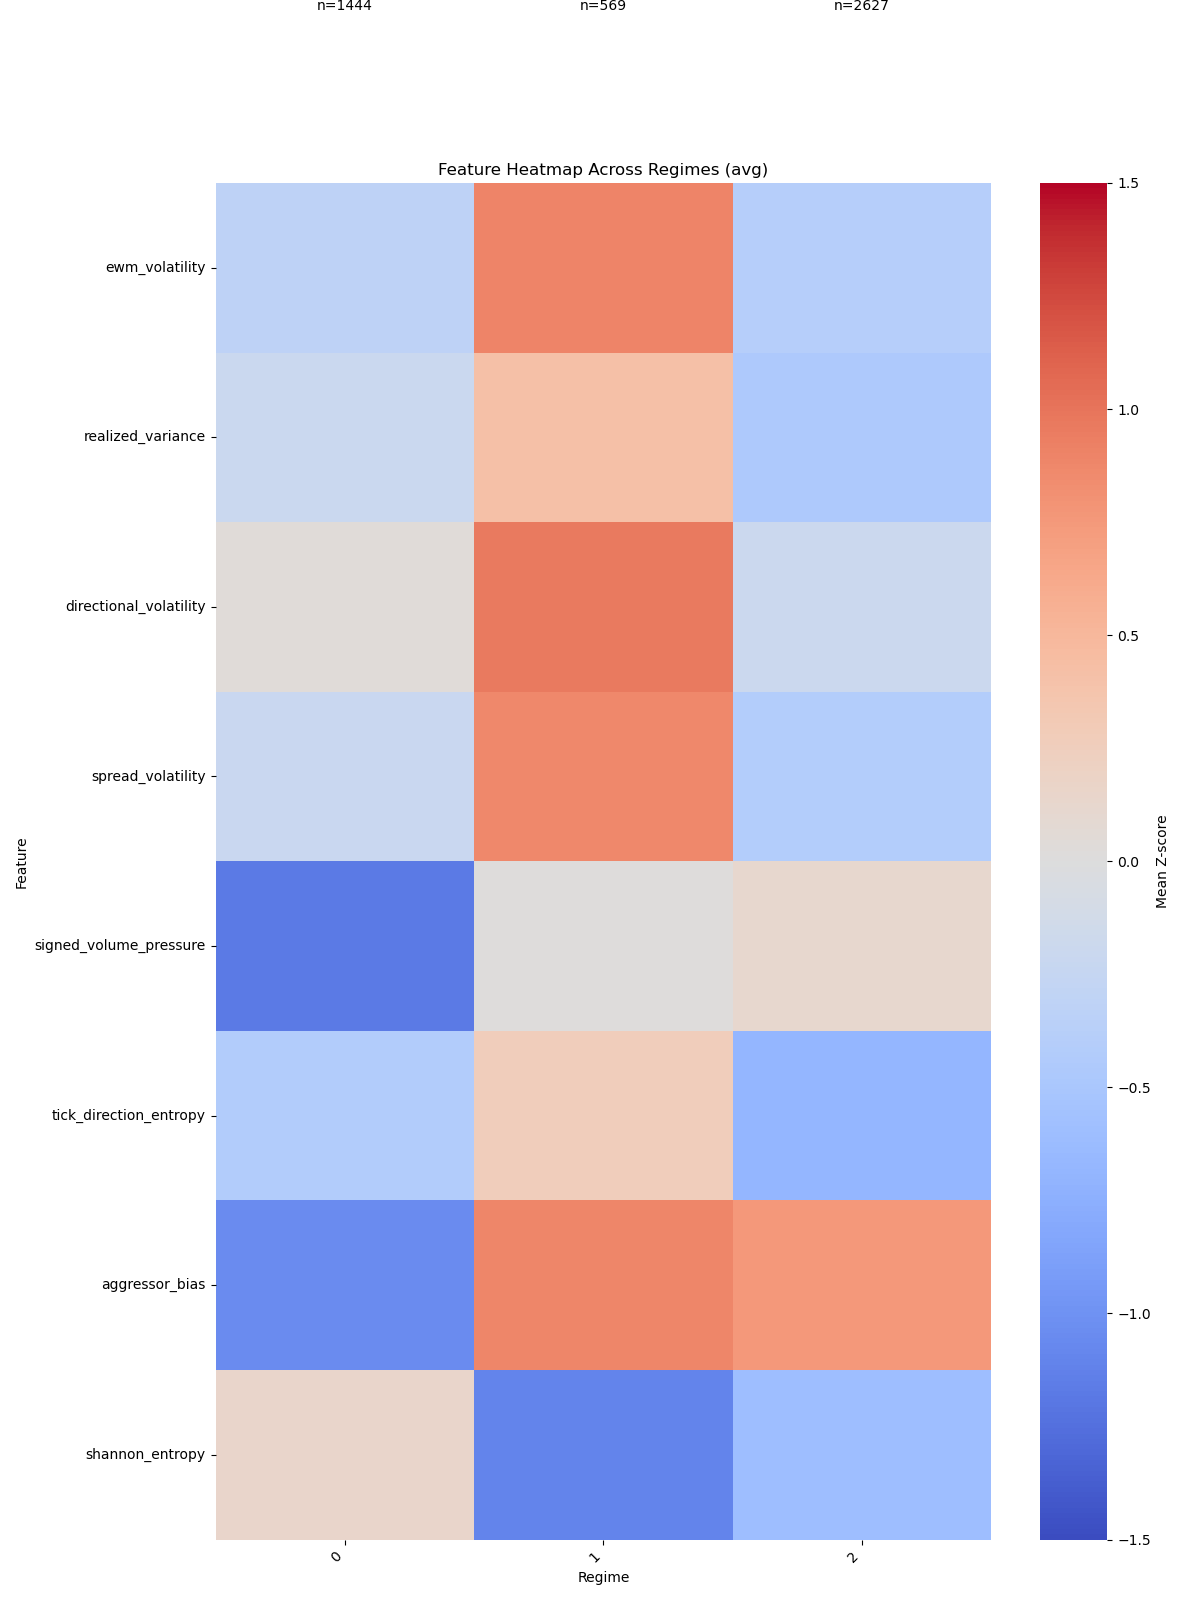 n=1444 n=569 n=2627
Feature Heatmap Across Regimes (avg)
Feature
ewm_volatility
realized_variance
directional_volatility
spread_volatility
signed_volume_pressure
tick_direction_entropy
aggressor_bias
shannon_entropy
0 1 2
Regime
1.5
1.0
0.5
0.0
−0.5
−1.0
−1.5
Mean Z-score